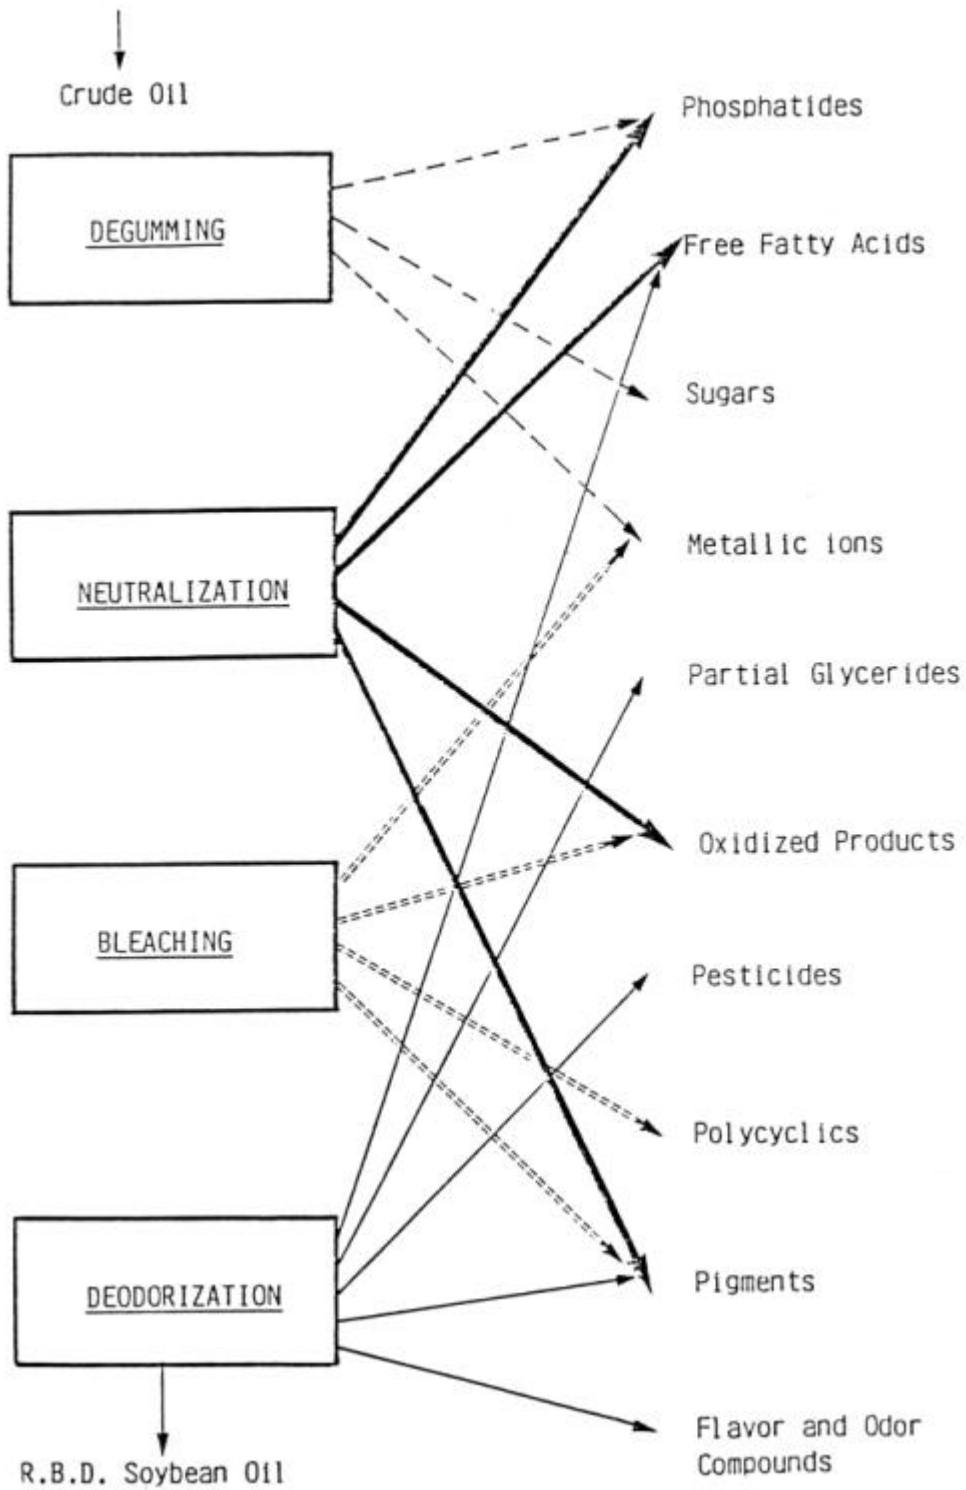 Crude Oil
Phosphatides
DEGUMMING
Free Fatty Acids
Sugars
Metallic ions
NEUTRALIZATION
Partial Glycerides
Oxidized Products
BLEACHING
Pesticides
Polycyclics
Pigments
DEODORIZATION
Flavor and Odor
Compounds
R.B.D. Soybean Oil